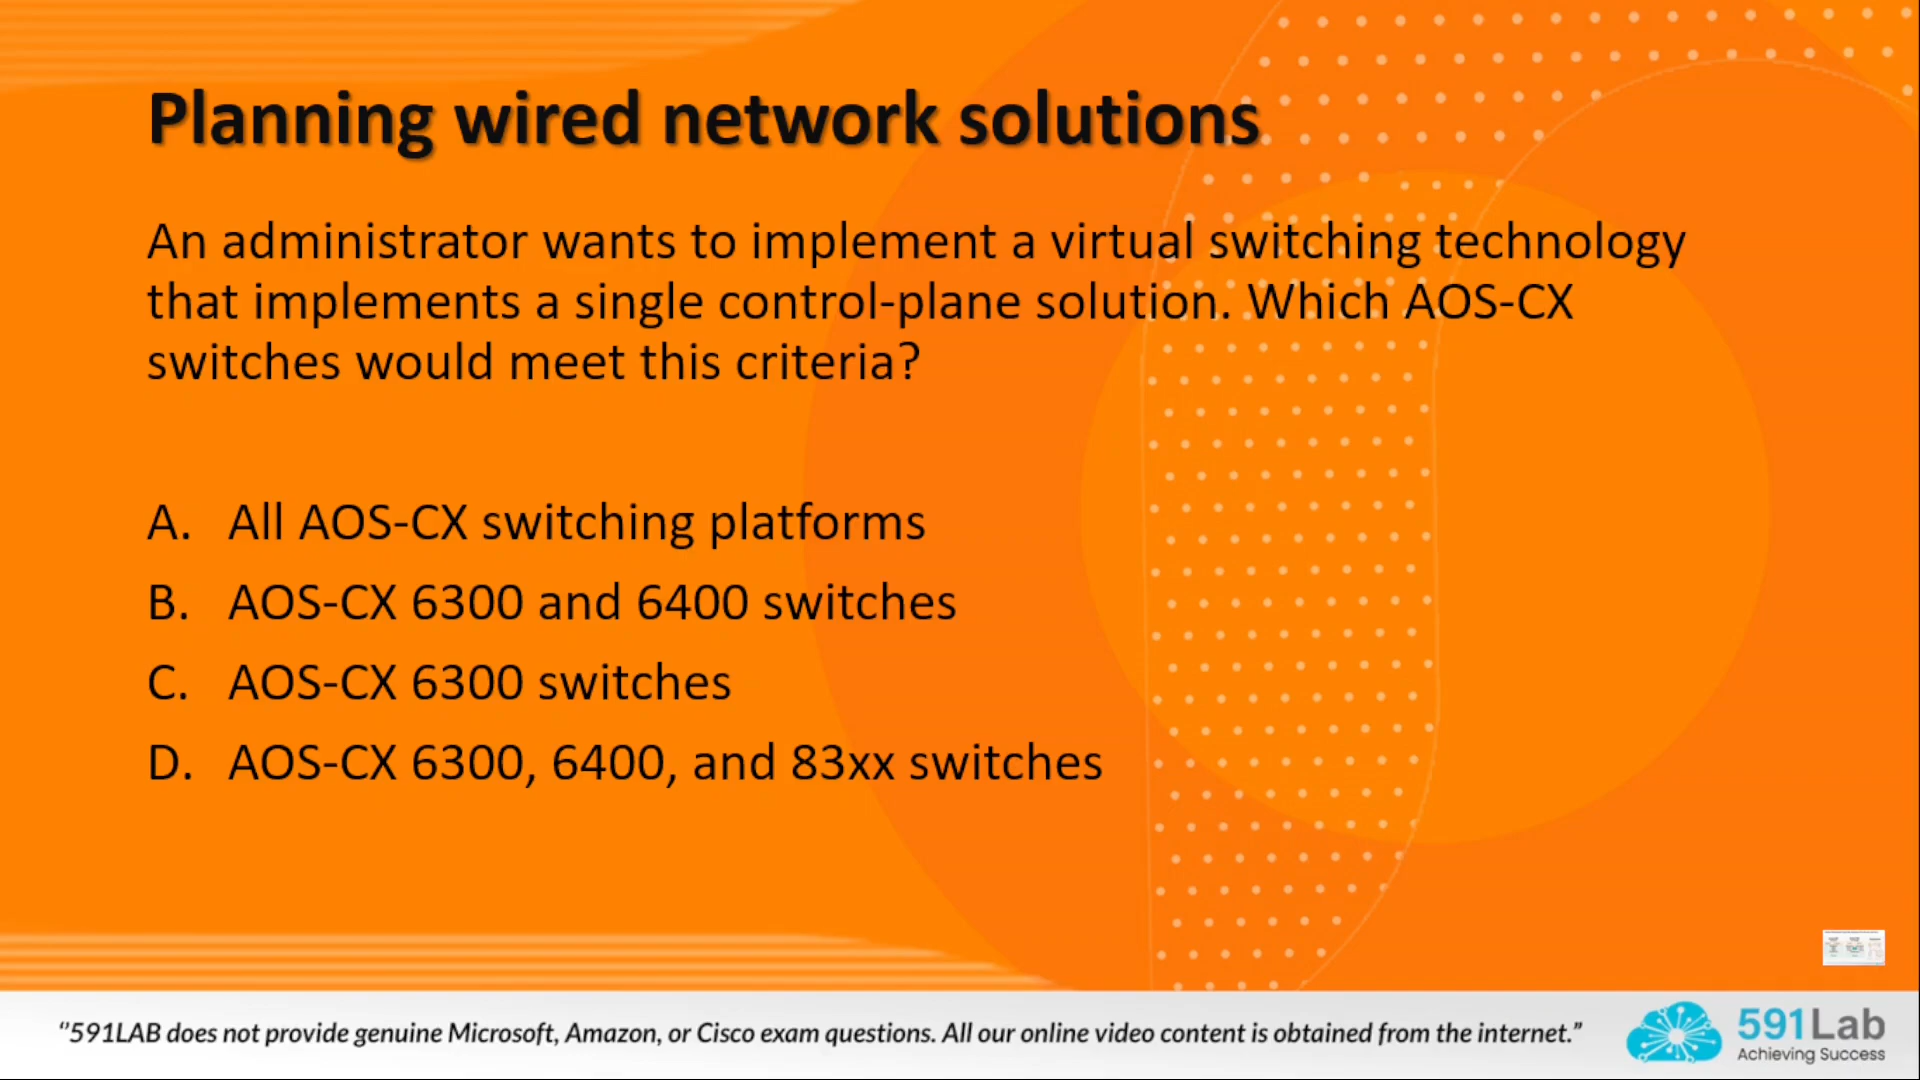 Planning wired network solutions
An administrator wants to implement a virtual switching technology
that implements a single control-plane solution. Which AOS-CX
switches would meet this criteria?
A. All AOS-CX switching platforms
B. AOS-CX 6300 and 6400 switches
C. AOS-CX 6300 switches
D. AOS-CX 6300, 6400, and 83xx switches
‘’591LAB does not provide genuine Microsoft, Amazon, or Cisco exam questions. All our online video content is obtained from the internet.”
591Lab
Achieving Success